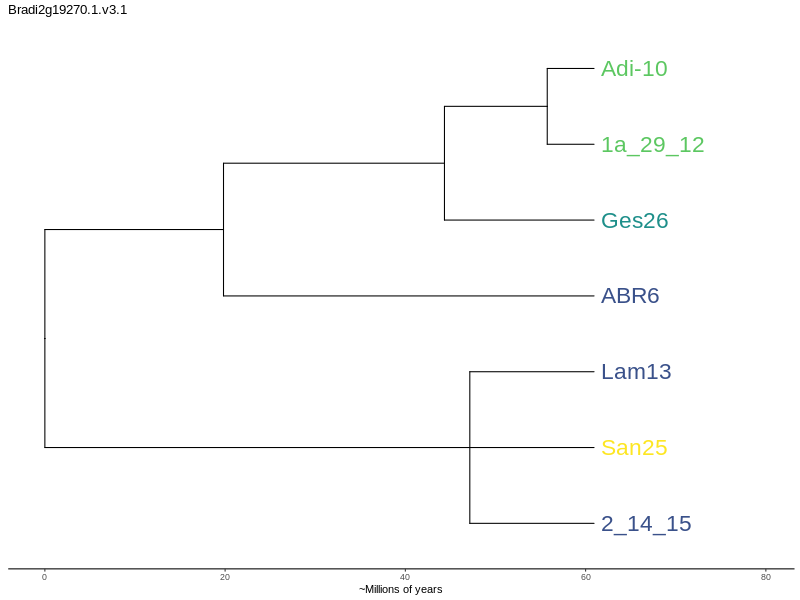 Bradi2g19270.1.v3.1
Adi-10
1a_29_12
Ges26
ABR6
Lam13
San25
2_14_15
0 20 40 60 80
~Millions of years